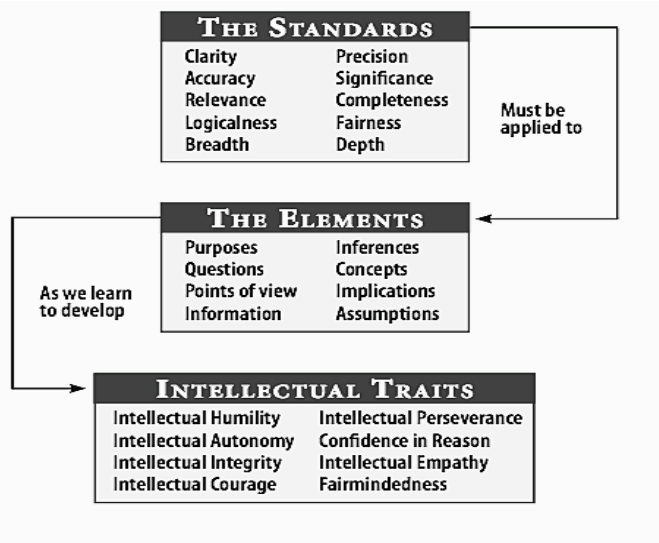 THE STANDARDS
Clarity Precision
Accuracy Significance
Relevance Completeness
Logicalness Fairness
Breadth Depth
Must be
applied to
THE ELEMENTS
Purposes Inferences
Questions Concepts
Points of view Implications
Information Assumptions
As we learn
to develop
INTELLECTUAL TRAITS
Intellectual Humility Intellectual Perseverance
Intellectual Autonomy Confidence in Reason
Intellectual Integrity Intellectual Empathy
Intellectual Courage Fairmindedness